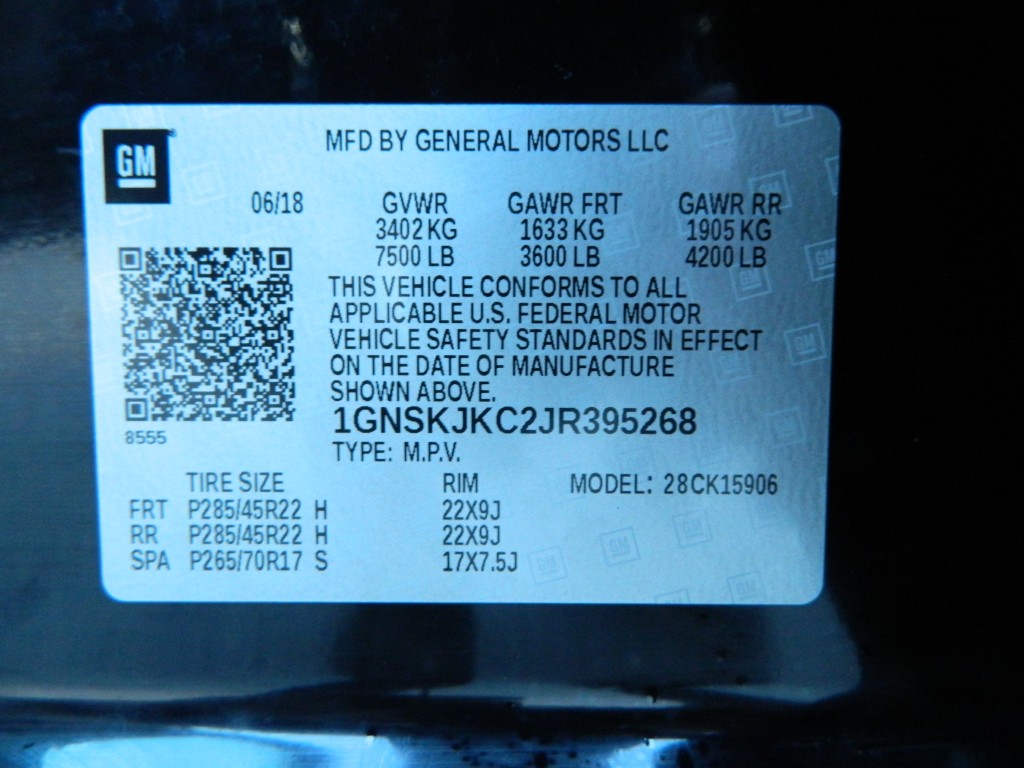 GM
MFD BY GENERAL MOTORS LLC
06/18 GVWR GAWR FRT GAWR RR
3402 KG 1633 KG 1905 KG
7500 LB 3600 LB 4200 LB
THIS VEHICLE CONFORMS TO ALL
APPLICABLE U.S. FEDERAL MOTOR
VEHICLE SAFETY STANDARDS IN EFFECT
ON THE DATE OF MANUFACTURE
SHOWN ABOVE.
1GNSKJKC2JR395268
8555
TYPE: M.P.V.
TIRE SIZE RIM MODEL: 28CK15906
FRT P285/45R22 H 22X9J
RR P285/45R22 H 22X9J
SPA P265/70R17 S 17X7.5J